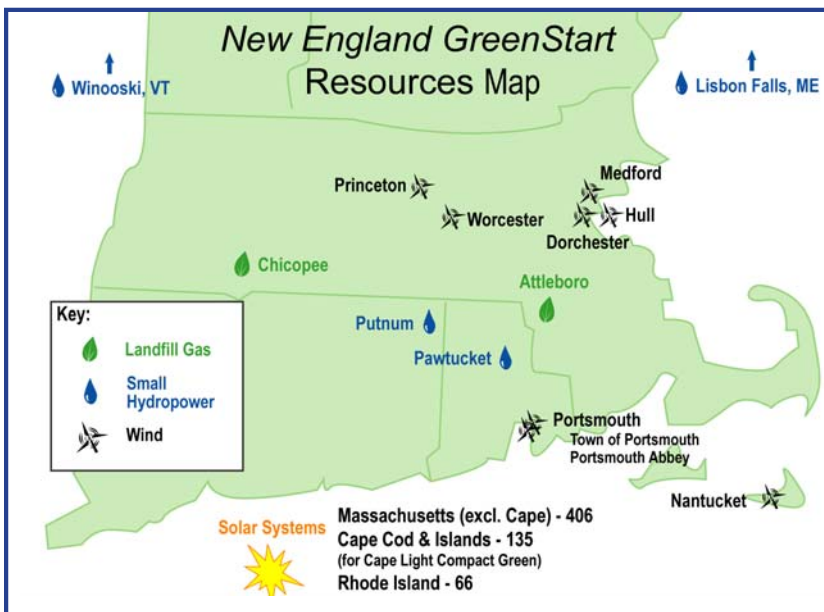 New England GreenStart
Resources Map
Winooski, VT
Lisbon Falls, ME
Medford
Princeton
Worcester
Hull
Dorchester
Chicopee
Attleboro
Key:
Landfill Gas
Small
Hydropower
Wind
Putnum
Pawtucket
Portsmouth
Town of Portsmouth
Portsmouth Abbey
Nantucket
Solar Systems
Massachusetts (excl. Cape) - 406
Cape Cod & Islands - 135
(for Cape Light Compact Green)
Rhode Island - 66